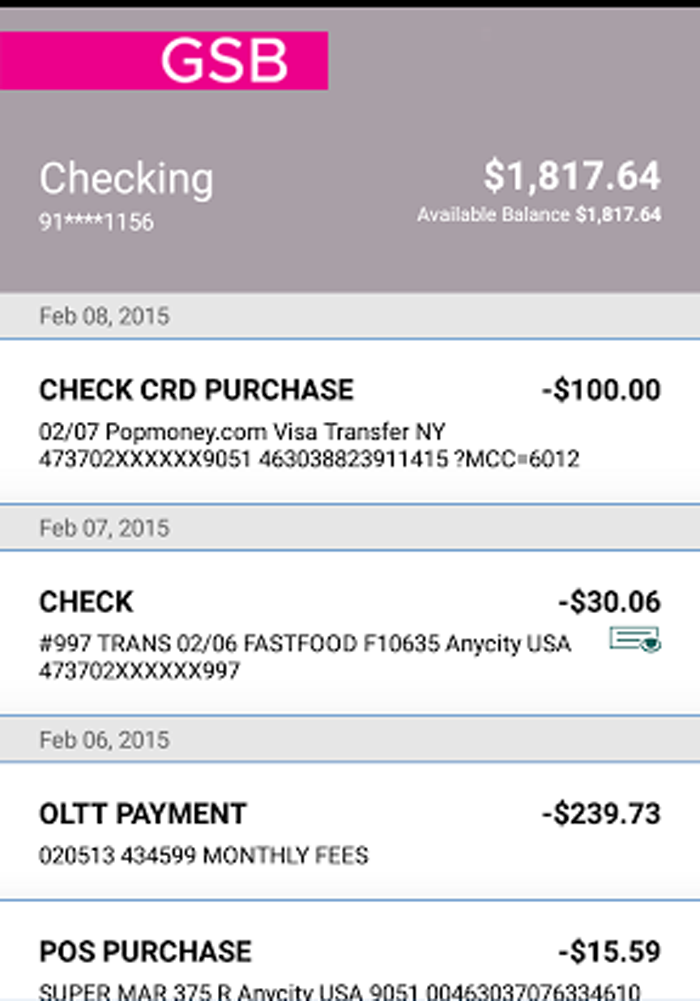 GSB
Checking $1,817.64
91****1156 Available Balance $1,817.64
Feb 08, 2015
CHECK CRD PURCHASE -$100.00
02/07 Popmoney.com Visa Transfer NY
473702XXXXXX9051 463038823911415 ?MCC=6012
Feb 07, 2015
CHECK -$30.06
#997 TRANS 02/06 FASTFOOD F10635 Anycity USA
473702XXXXXX997
Feb 06, 2015
OLTT PAYMENT -$239.73
020513 434599 MONTHLY FEES
POS PURCHASE -$15.59
SUPER MAR 375 R Anycity USA 9051 00463037076334610